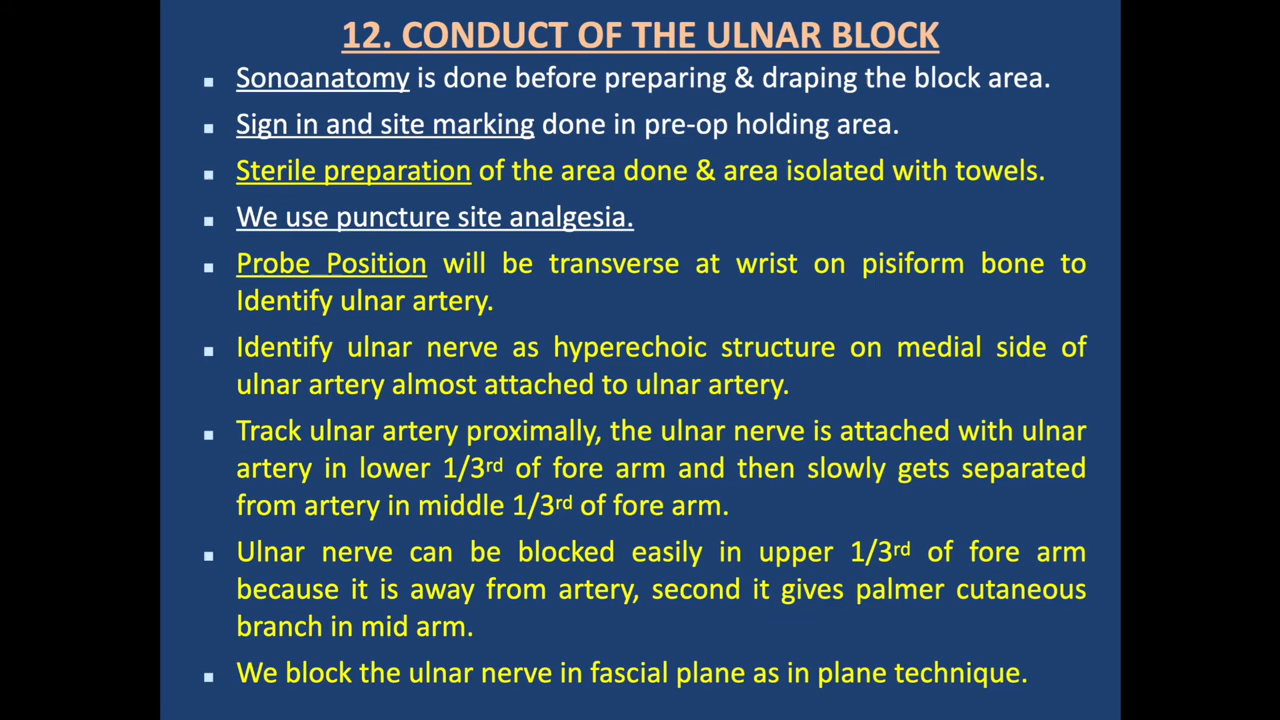 12. CONDUCT OF THE ULNAR BLOCK
▪ Sonoanatomy is done before preparing & draping the block area.
▪ Sign in and site marking done in pre-op holding area.
▪ Sterile preparation of the area done & area isolated with towels.
▪ We use puncture site analgesia.
▪ Probe Position will be transverse at wrist on pisiform bone to
Identify ulnar artery.
▪ Identify ulnar nerve as hyperechoic structure on medial side of
ulnar artery almost attached to ulnar artery.
▪ Track ulnar artery proximally, the ulnar nerve is attached with ulnar
artery in lower 1/3rd of fore arm and then slowly gets separated
from artery in middle 1/3rd of fore arm.
▪ Ulnar nerve can be blocked easily in upper 1/3rd of fore arm
because it is away from artery, second it gives palmer cutaneous
branch in mid arm.
▪ We block the ulnar nerve in fascial plane as in plane technique.